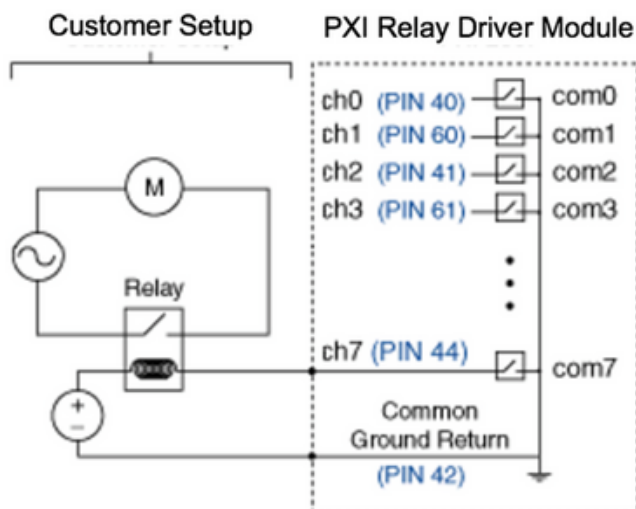 Customer Setup
PXI Relay Driver Module
ch0 (PIN 40) com0
ch1 (PIN 60) com1
ch2 (PIN 41) com2
ch3 (PIN 61) com3
M
Relay
ch7 (PIN 44) com7
+
−
Common
Ground Return
(PIN 42)